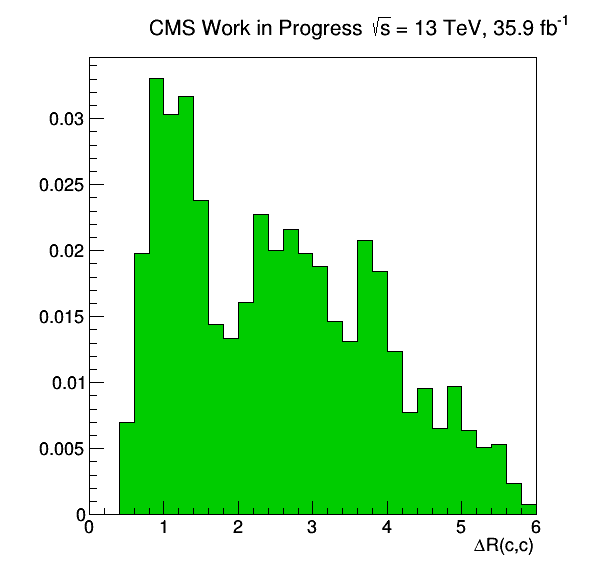 CMS Work in Progress √s = 13 TeV, 35.9 fb⁻¹
0.03
0.025
0.02
0.015
0.01
0.005
0
0 1 2 3 4 5 6
ΔR(c,c)